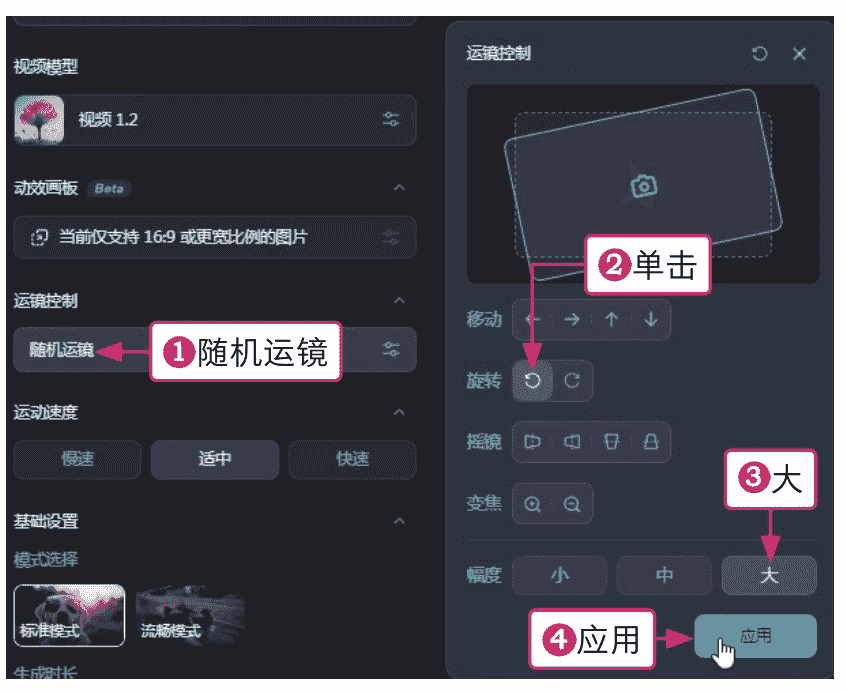 视频模型
视频 1.2
动效画板 Beta
当前仅支持 16:9 或更宽比例的图片
运镜控制
随机运镜
❶随机运镜
运动速度
慢速 适中 快速
基础设置
模式选择
标准模式 流畅模式
生成时长
运镜控制
❷单击
移动
旋转
摇镜
变焦
❸大
幅度 小 中 大
❹应用
应用